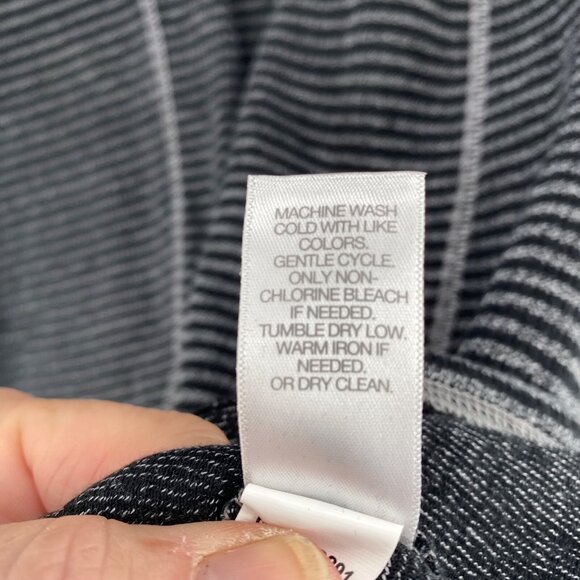 MACHINE WASH
COLD WITH LIKE
COLORS.
GENTLE CYCLE.
ONLY NON-
CHLORINE BLEACH
IF NEEDED.
TUMBLE DRY LOW.
WARM IRON IF
NEEDED.
OR DRY CLEAN.